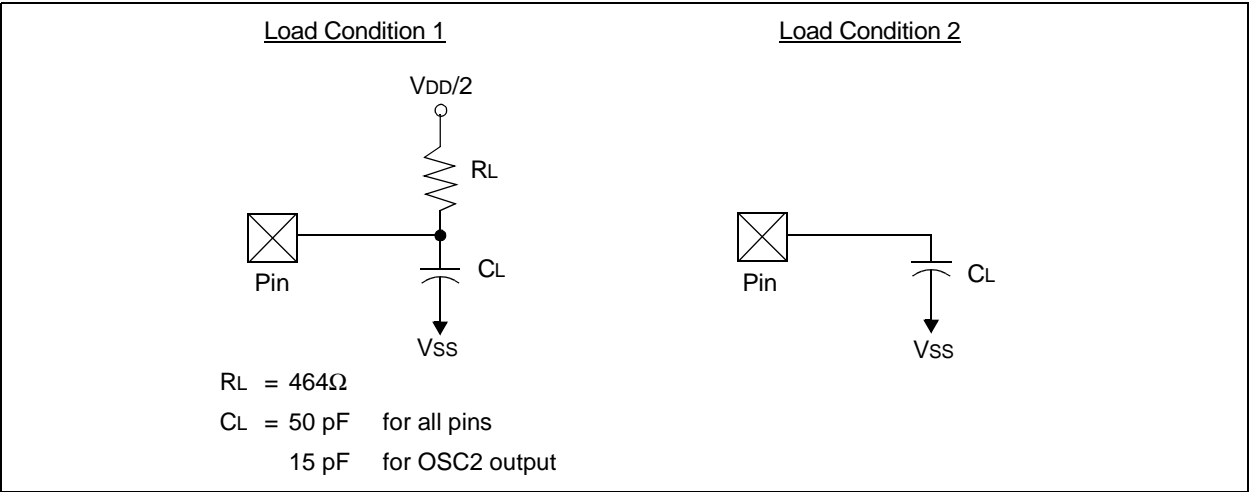 Load Condition 1
Load Condition 2
VDD/2
RL
CL
Pin
VSS
CL
Pin
VSS
RL = 464Ω
CL = 50 pF for all pins
15 pF for OSC2 output